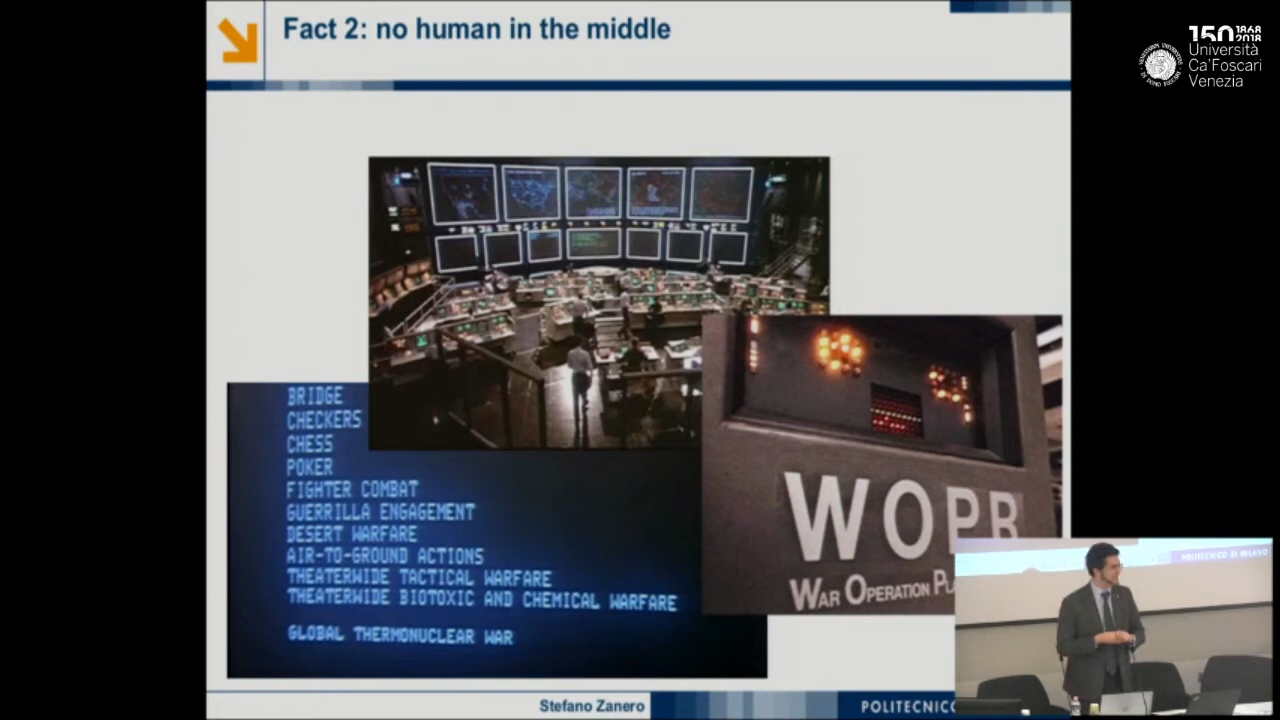 Fact 2: no human in the middle
150 1868 2018
Università
Ca'Foscari
Venezia
BRIDGE
CHECKERS
CHESS
POKER
FIGHTER COMBAT
GUERRILLA ENGAGEMENT
DESERT WARFARE
AIR-TO-GROUND ACTIONS
THEATERWIDE TACTICAL WARFARE
THEATERWIDE BIOTOXIC AND CHEMICAL WARFARE
GLOBAL THERMONUCLEAR WAR
WOPR
WAR OPERATION PL
POLITECNICO DI MILANO
Stefano Zanero
POLITECNICO